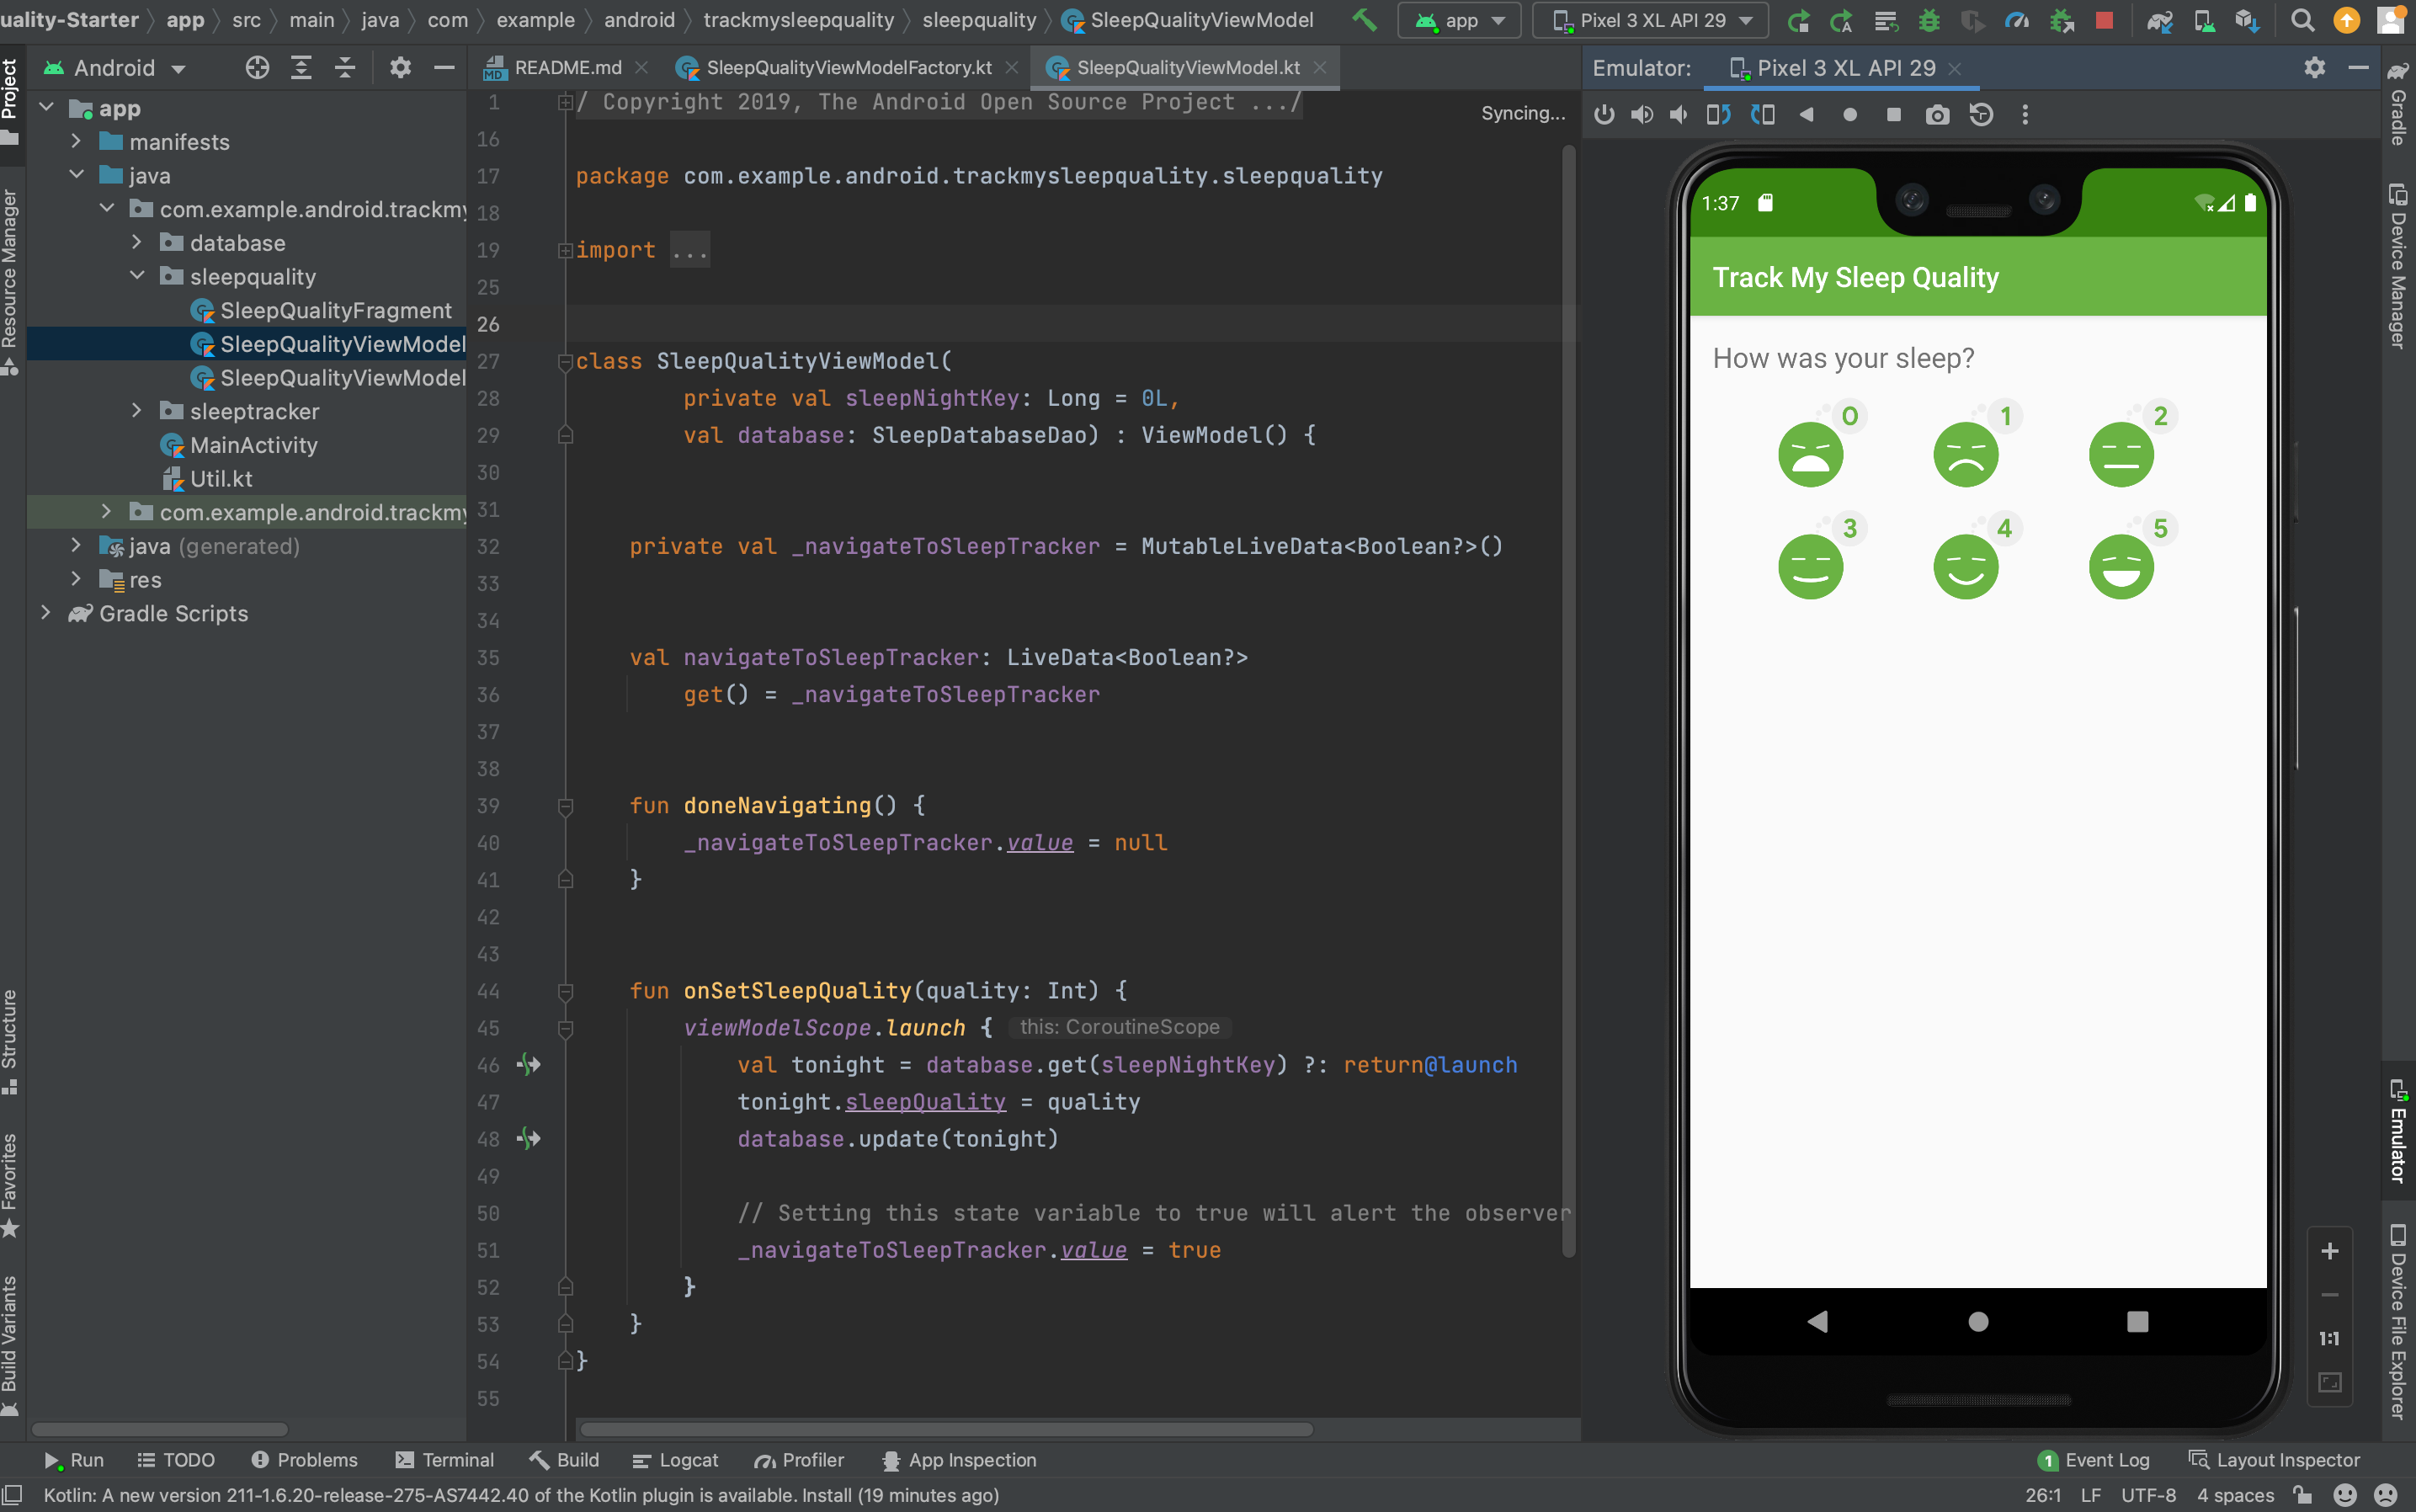 uality-Starter app src main java com example android trackmysleepquality sleepquality SleepQualityViewModel
app
Pixel 3 XL API 29
Android
README.md
SleepQualityViewModelFactory.kt
SleepQualityViewModel.kt
Emulator:
Pixel 3 XL API 29
Project
Resource Manager
Structure
Favorites
Build Variants
app
manifests
java
com.example.android.trackmy
database
sleepquality
SleepQualityFragment
SleepQualityViewModel
SleepQualityViewModel
sleeptracker
MainActivity
Util.kt
com.example.android.trackmy
java (generated)
res
Gradle Scripts
Syncing...
1 / Copyright 2019, The Android Open Source Project .../
16
17 package com.example.android.trackmysleepquality.sleepquality
18
19 import ...
25
26
27 class SleepQualityViewModel(
28 private val sleepNightKey: Long = 0L,
29 val database: SleepDatabaseDao) : ViewModel() {
30
31
32 private val _navigateToSleepTracker = MutableLiveData<Boolean?>()
33
34
35 val navigateToSleepTracker: LiveData<Boolean?>
36 get() = _navigateToSleepTracker
37
38
39 fun doneNavigating() {
40 _navigateToSleepTracker.value = null
41 }
42
43
44 fun onSetSleepQuality(quality: Int) {
45 viewModelScope.launch { this: CoroutineScope
46 val tonight = database.get(sleepNightKey) ?: return@launch
47 tonight.sleepQuality = quality
48 database.update(tonight)
49
50 // Setting this state variable to true will alert the observer
51 _navigateToSleepTracker.value = true
52 }
53 }
54 }
55
1:37
Track My Sleep Quality
How was your sleep?
0 1 2
3 4 5
1:1
Gradle
Device Manager
Emulator
Device File Explorer
Run TODO Problems Terminal Build Logcat Profiler App Inspection
1 Event Log Layout Inspector
Kotlin: A new version 211-1.6.20-release-275-AS7442.40 of the Kotlin plugin is available. Install (19 minutes ago)
26:1 LF UTF-8 4 spaces